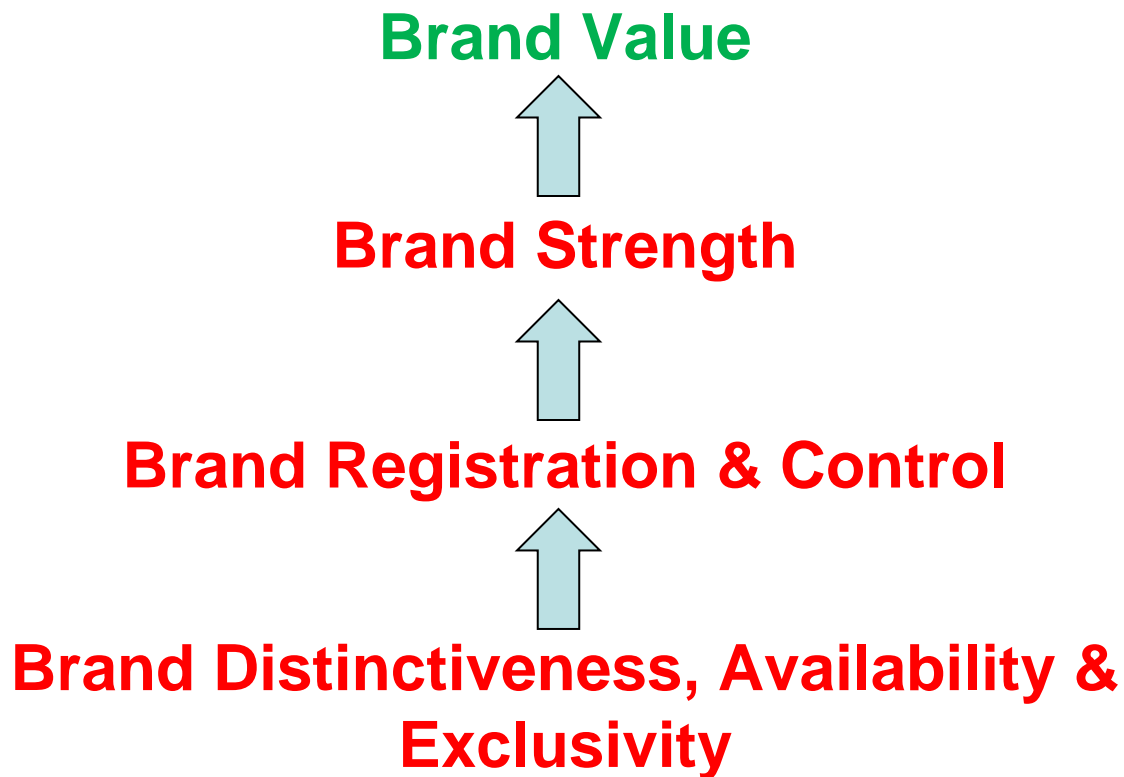 Brand Value
Brand Strength
Brand Registration & Control
Brand Distinctiveness, Availability &
Exclusivity